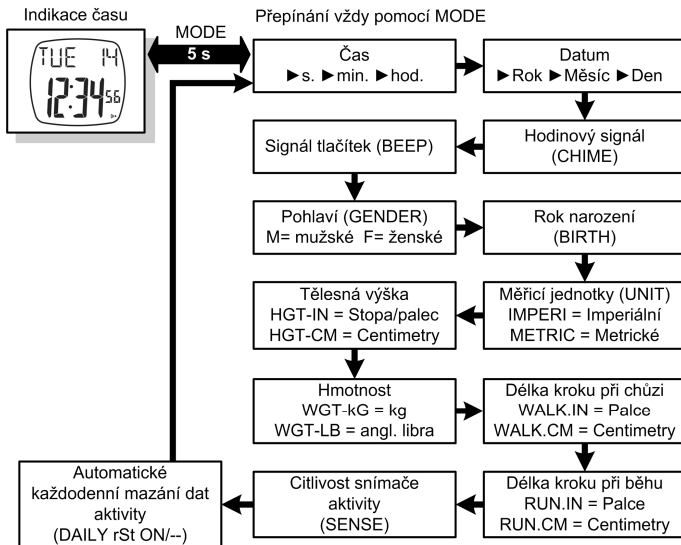 Indikace času
Přepínání vždy pomocí MODE
MODE
5 s
TUE 14
12:34 56
Čas
►s. ►min. ►hod.
Datum
►Rok ►Měsíc ►Den
Hodinový signál
(CHIME)
Signál tlačítek (BEEP)
Pohlaví (GENDER)
M= mužské F= ženské
Rok narození
(BIRTH)
Měřicí jednotky (UNIT)
IMPERI = Imperiální
METRIC = Metrické
Tělesná výška
HGT-IN = Stopa/palec
HGT-CM = Centimetry
Hmotnost
WGT-kG = kg
WGT-LB = angl. libra
Délka kroku při chůzi
WALK.IN = Palce
WALK.CM = Centimetry
Délka kroku při běhu
RUN.IN = Palce
RUN.CM = Centimetry
Citlivost snímače
aktivity
(SENSE)
Automatické
každodenní mazání dat
aktivity
(DAILY rSt ON/--)